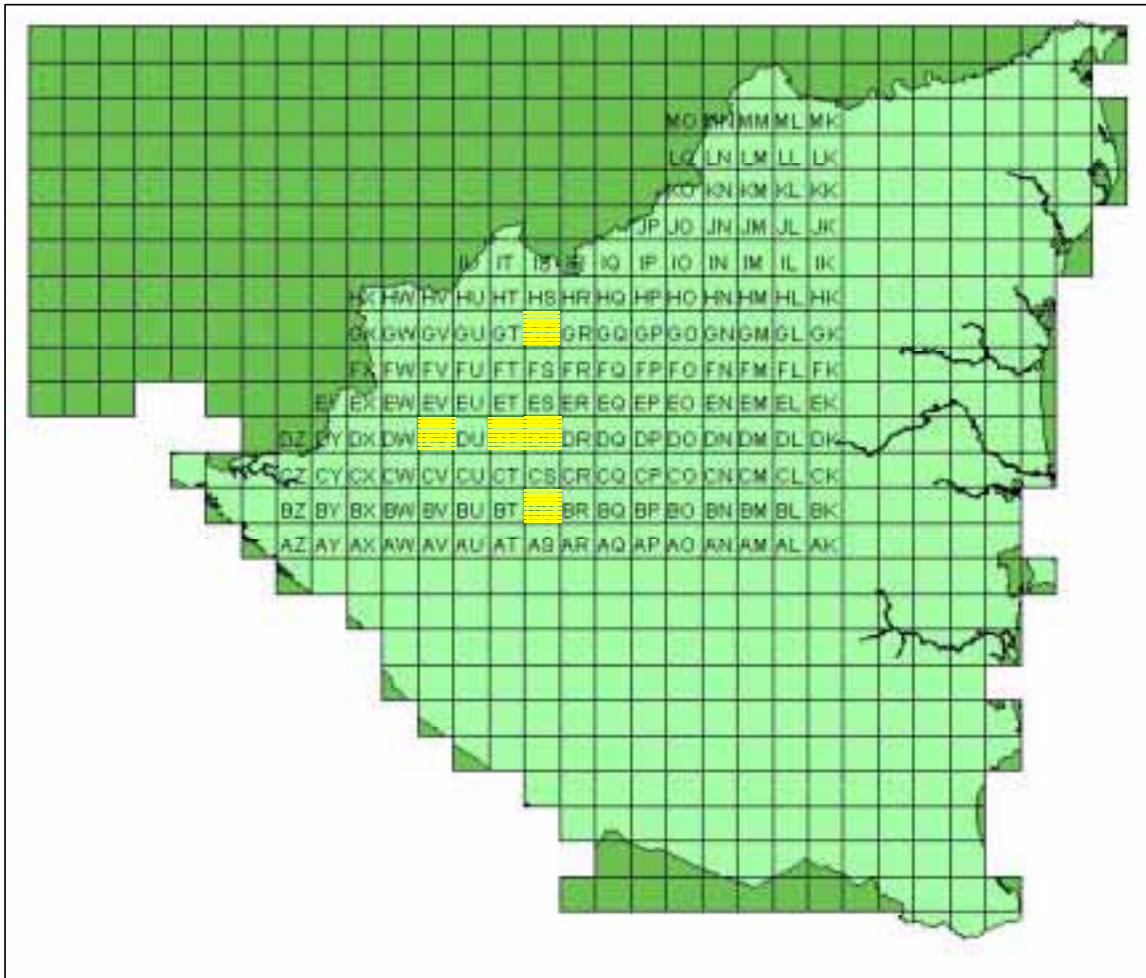 MO MN MM ML MK
LO LN LM LL LK
KO KN KM KL KK
JP JO JN JM JL JK
IU IT IS IQ IP IO IN IM IL IK
HX HW HV HU HT HS HR HQ HP HO HN HM HL HK
GX GW GV GU GT GR GQ GP GO GN GM GL GK
FX FW FV FU FT FS FR FQ FP FO FN FM FL FK
EY EX EW EV EU ET ES ER EQ EP EO EN EM EL EK
DZ DY DX DW DU DR DQ DP DO DN DM DL DK
CZ CY CX CW CV CU CT CS CR CQ CP CO CN CM CL CK
BZ BY BX BW BV BU BT BR BQ BP BO BN BM BL BK
AZ AY AX AW AV AU AT AS AR AQ AP AO AN AM AL AK